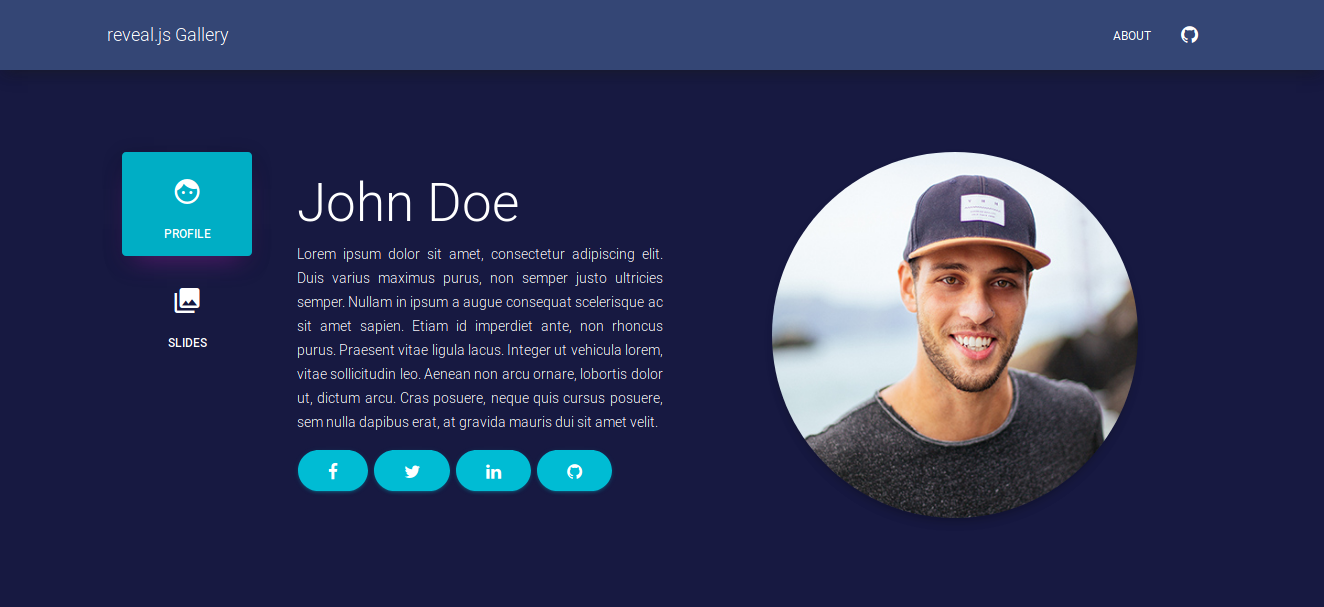 reveal.js Gallery
ABOUT
PROFILE
SLIDES
John Doe
Lorem ipsum dolor sit amet, consectetur adipiscing elit.
Duis varius maximus purus, non semper justo ultricies
semper. Nullam in ipsum a augue consequat scelerisque ac
sit amet sapien. Etiam id imperdiet ante, non rhoncus
purus. Praesent vitae ligula lacus. Integer ut vehicula lorem,
vitae sollicitudin leo. Aenean non arcu ornare, lobortis dolor
ut, dictum arcu. Cras posuere, neque quis cursus posuere,
sem nulla dapibus erat, at gravida mauris dui sit amet velit.